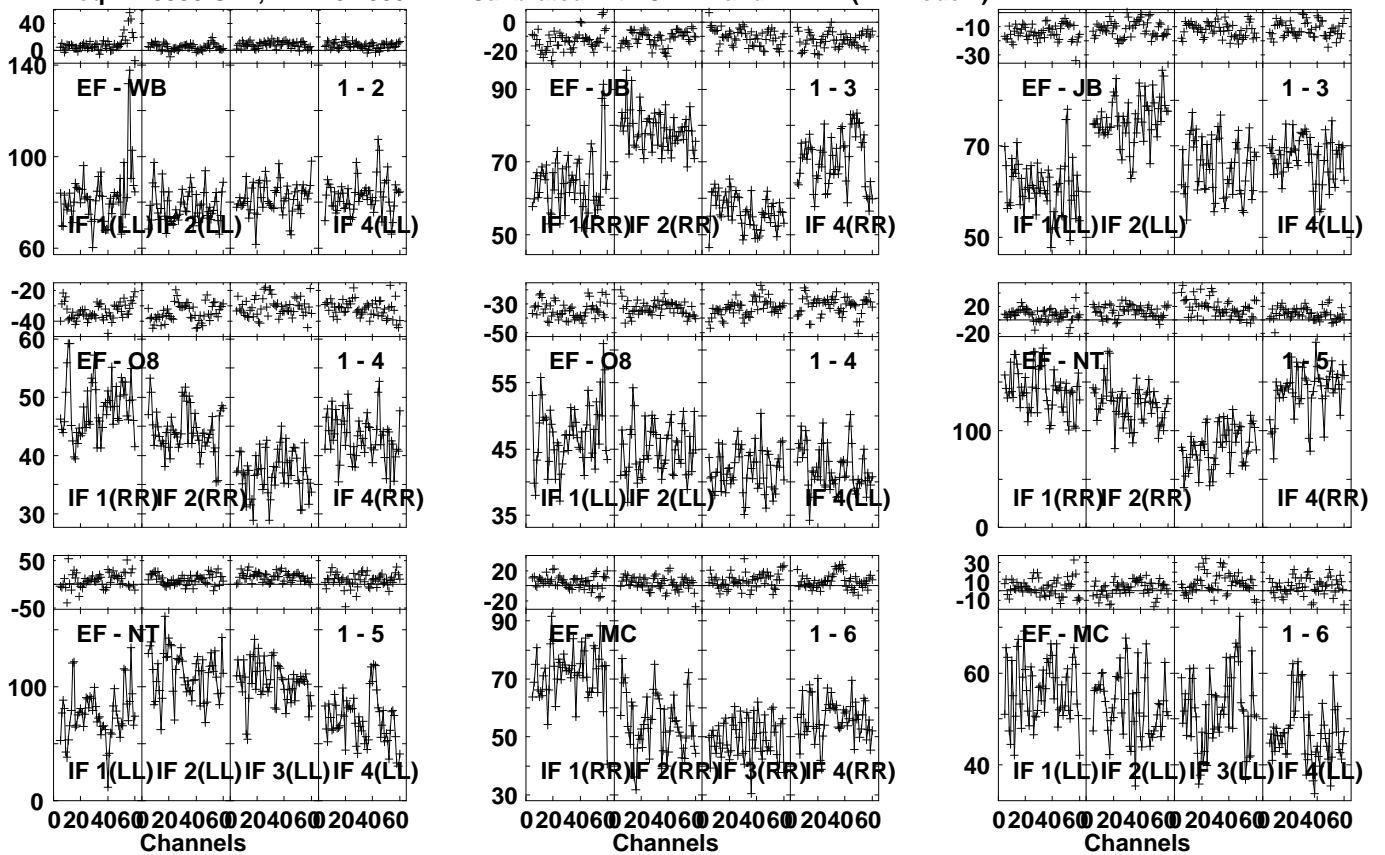 40
0
140
100
60
EF - WB
1 - 2
IF 1(LL) IF 2(LL) IF 4(LL)
0
-20
90
70
50
EF - JB
1 - 3
IF 1(RR) IF 2(RR) IF 4(RR)
-10
-30
70
50
EF - JB
1 - 3
IF 1(LL) IF 2(LL) IF 4(LL)
-20
-40
60
50
40
30
EF - O8
1 - 4
IF 1(RR) IF 2(RR) IF 4(RR)
-30
-50
55
45
35
EF - O8
1 - 4
IF 1(LL) IF 2(LL) IF 4(LL)
20
-20
100
0
EF - NT
1 - 5
IF 1(RR) IF 2(RR) IF 4(RR)
50
-50
100
0
EF - NT
1 - 5
IF 1(LL) IF 2(LL) IF 3(LL) IF 4(LL)
0 20 40 60 0 20 40 60 0 20 40 60 0 20 40 60
Channels
20
-20
90
70
50
30
EF - MC
1 - 6
IF 1(RR) IF 2(RR) IF 3(RR) IF 4(RR)
0 20 40 60 0 20 40 60 0 20 40 60 0 20 40 60
Channels
30
10
-10
60
40
EF - MC
1 - 6
IF 1(LL) IF 2(LL) IF 3(LL) IF 4(LL)
0 20 40 60 0 20 40 60 0 20 40 60 0 20 40 60
Channels